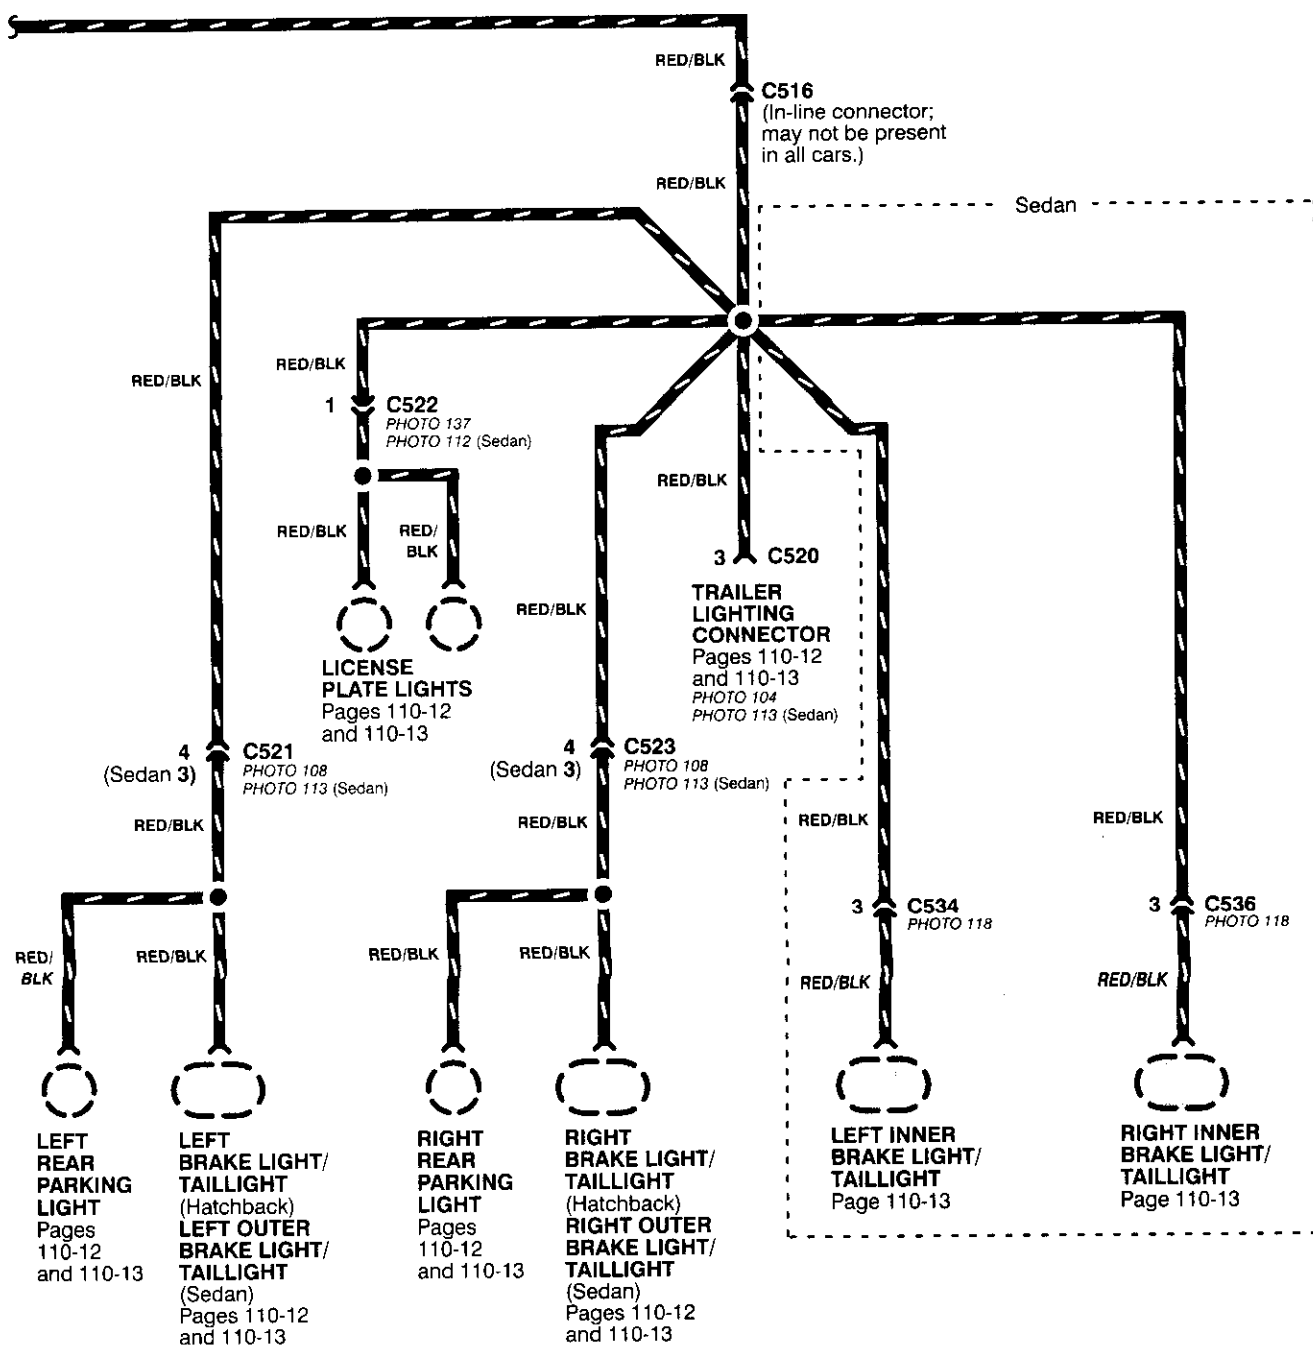 RED/BLK
C516
(In-line connector;
may not be present
in all cars.)
RED/BLK
Sedan
RED/BLK
RED/BLK
1
C522
PHOTO 137
PHOTO 112 (Sedan)
RED/BLK
RED/
BLK
LICENSE
PLATE LIGHTS
Pages 110-12
and 110-13
RED/BLK
3
C520
TRAILER
LIGHTING
CONNECTOR
Pages 110-12
and 110-13
PHOTO 104
PHOTO 113 (Sedan)
RED/BLK
4
(Sedan 3)
C521
PHOTO 108
PHOTO 113 (Sedan)
4
(Sedan 3)
C523
PHOTO 108
PHOTO 113 (Sedan)
RED/BLK
RED/BLK
RED/BLK
RED/BLK
3
C534
PHOTO 118
3
C536
PHOTO 118
RED/
BLK
RED/BLK
RED/BLK
RED/BLK
RED/BLK
RED/BLK
LEFT
REAR
PARKING
LIGHT
Pages
110-12
and 110-13
LEFT
BRAKE LIGHT/
TAILLIGHT
(Hatchback)
LEFT OUTER
BRAKE LIGHT/
TAILLIGHT
(Sedan)
Pages 110-12
and 110-13
RIGHT
REAR
PARKING
LIGHT
Pages
110-12
and 110-13
RIGHT
BRAKE LIGHT/
TAILLIGHT
(Hatchback)
RIGHT OUTER
BRAKE LIGHT/
TAILLIGHT
(Sedan)
Pages 110-12
and 110-13
LEFT INNER
BRAKE LIGHT/
TAILLIGHT
Page 110-13
RIGHT INNER
BRAKE LIGHT/
TAILLIGHT
Page 110-13